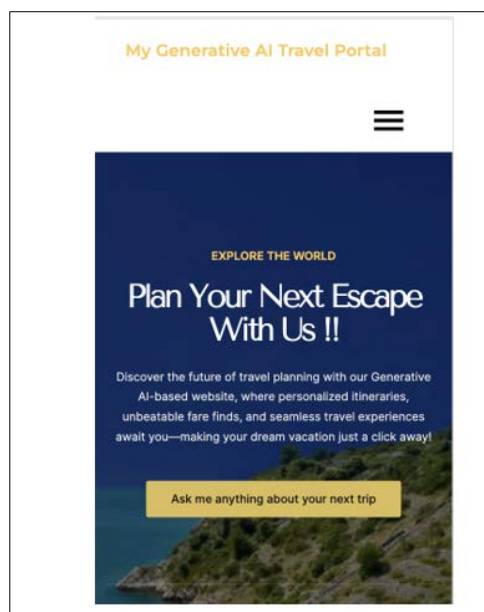 My Generative AI Travel Portal
EXPLORE THE WORLD
Plan Your Next Escape
With Us !!
Discover the future of travel planning with our Generative
AI-based website, where personalized itineraries,
unbeatable fare finds, and seamless travel experiences
await you—making your dream vacation just a click away!
Ask me anything about your next trip